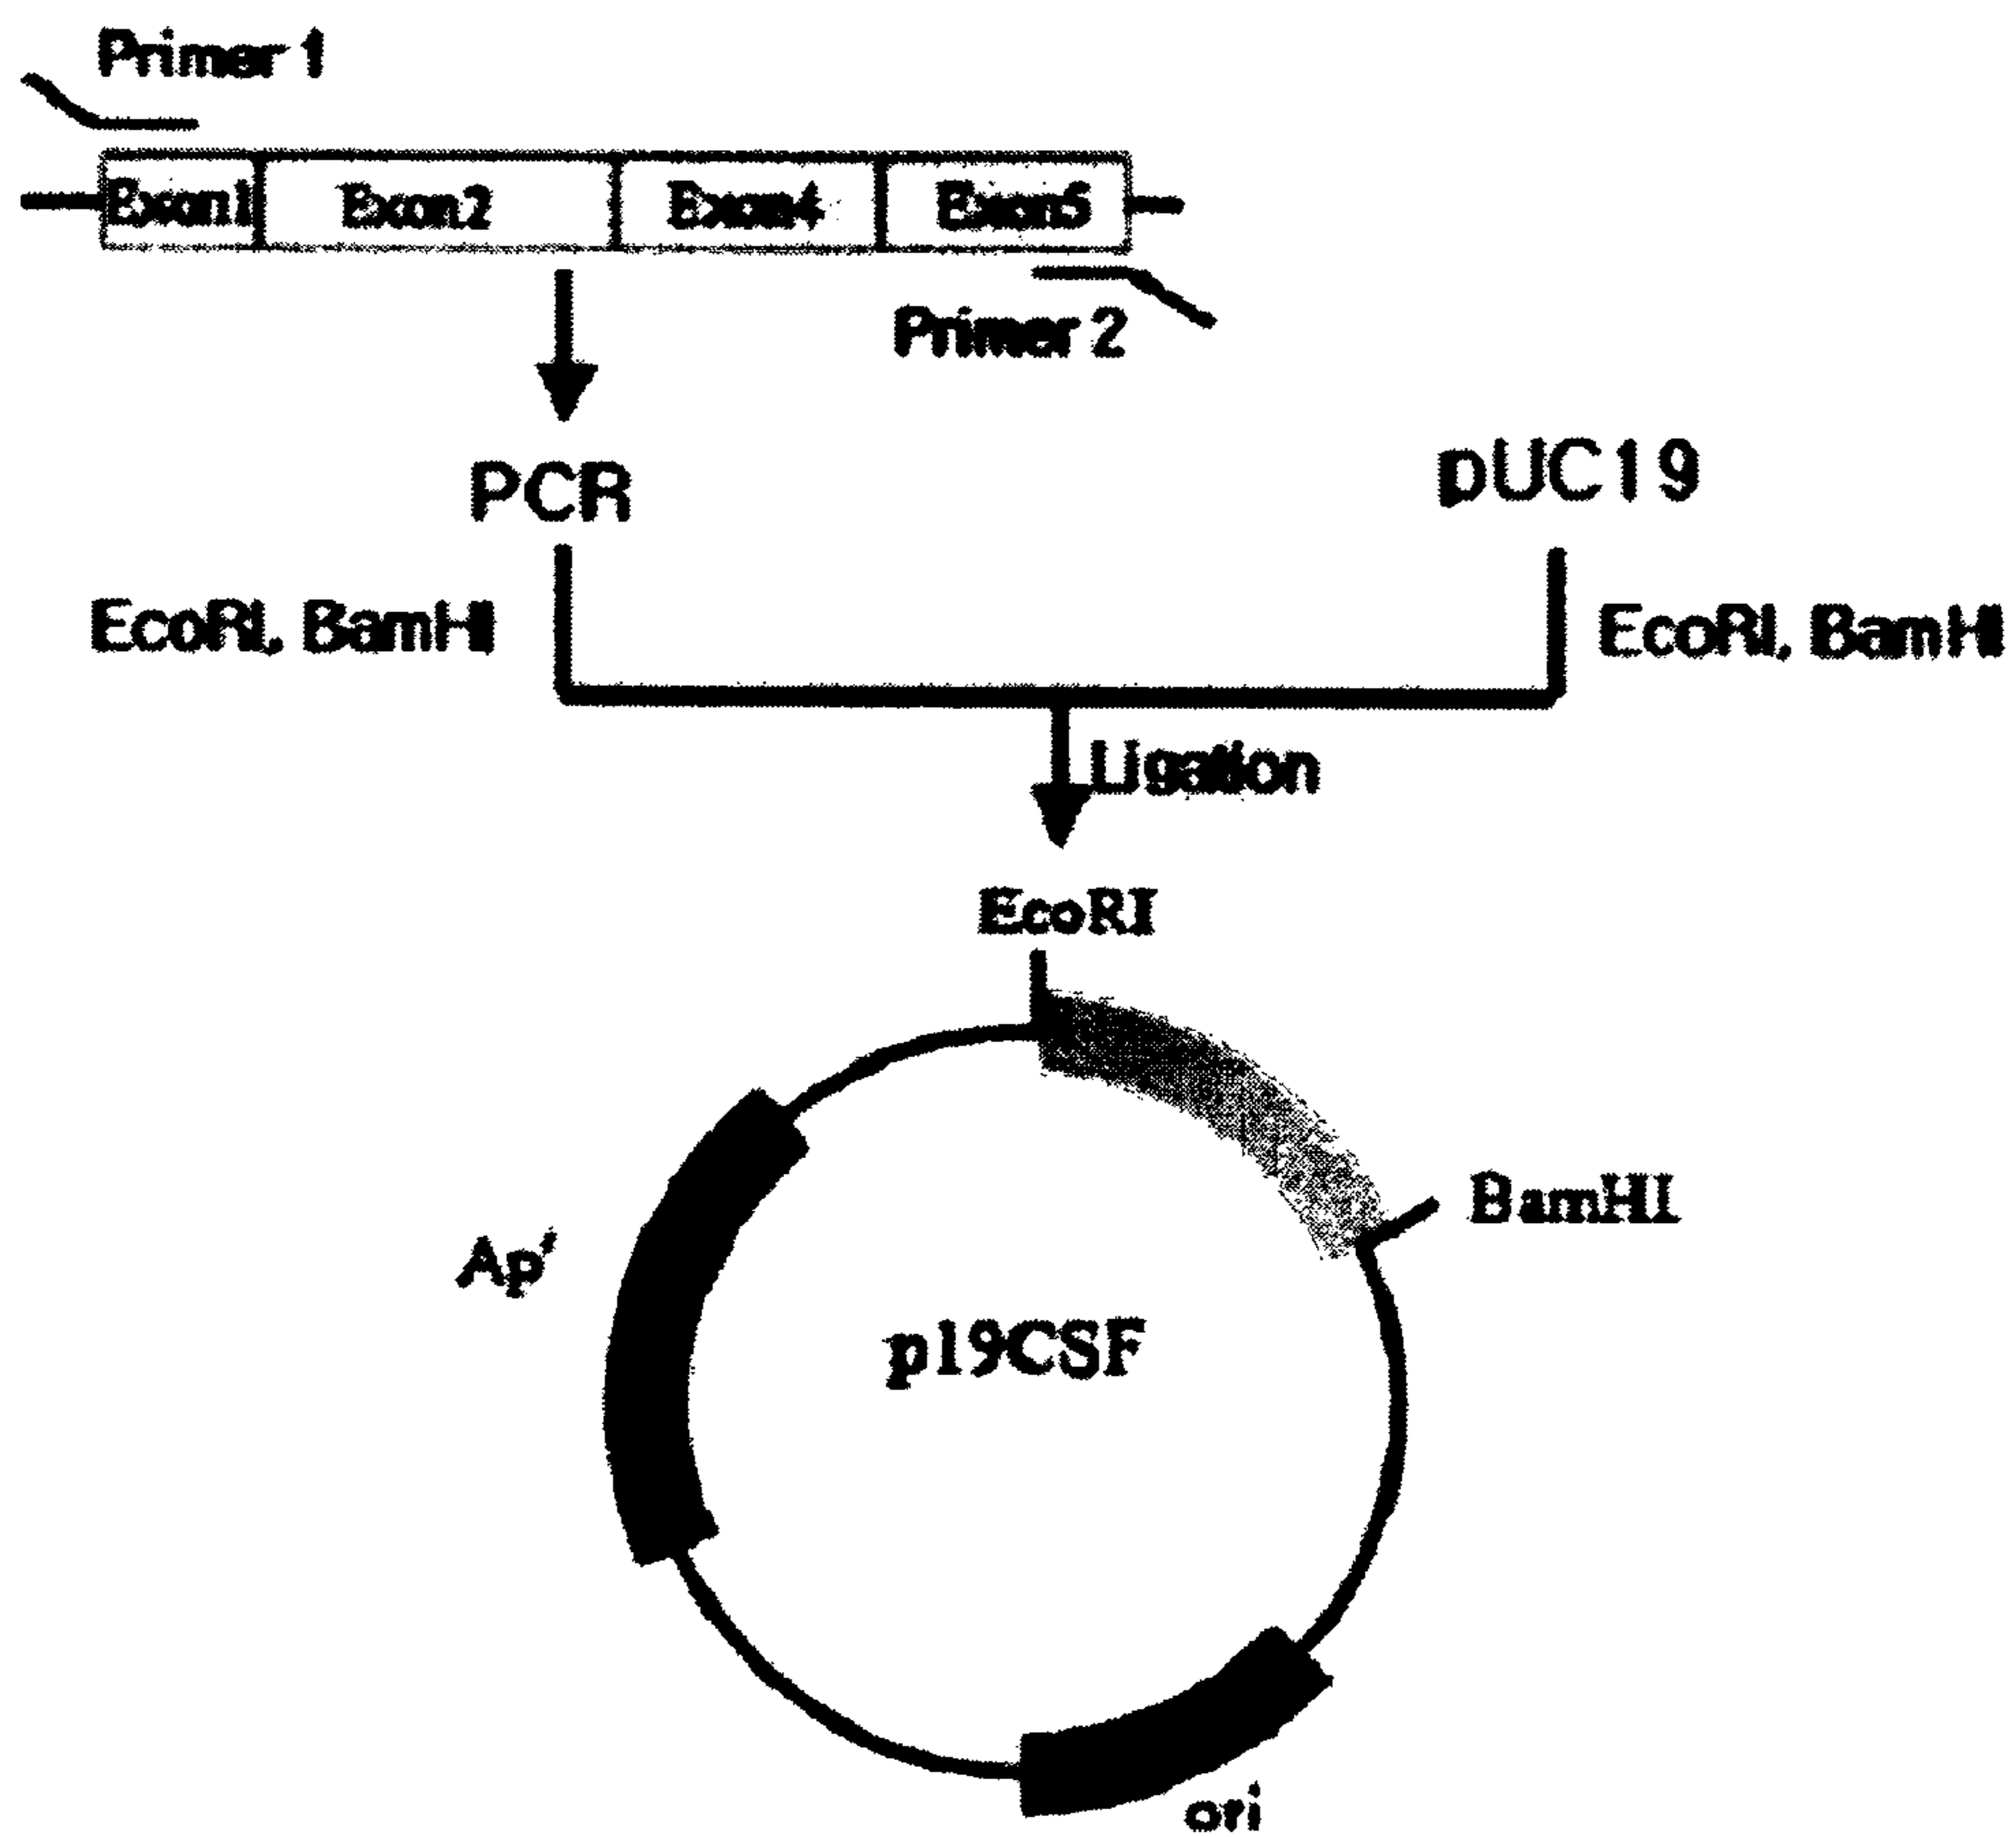 Primer 1
Exon1 Exon2 Exon4 Exon5
Primer 2
PCR
pUC19
EcoRI, BamHI
EcoRI, BamHI
Ligation
EcoRI
BamHI
Apʳ
p19CSF
ori